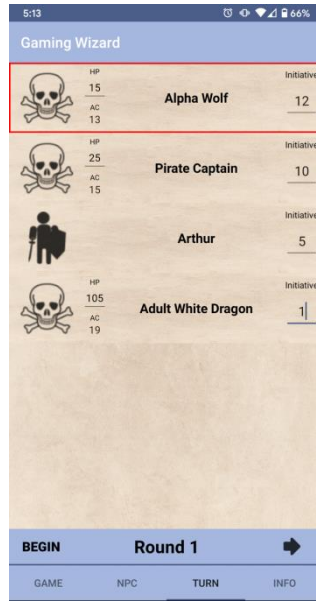 5:13
66%
Gaming Wizard
HP
15
AC
13
Alpha Wolf
Initiative
12
HP
25
AC
15
Pirate Captain
Initiative
10
Arthur
Initiative
5
HP
105
AC
19
Adult White Dragon
Initiative
1
BEGIN
Round 1
GAME
NPC
TURN
INFO